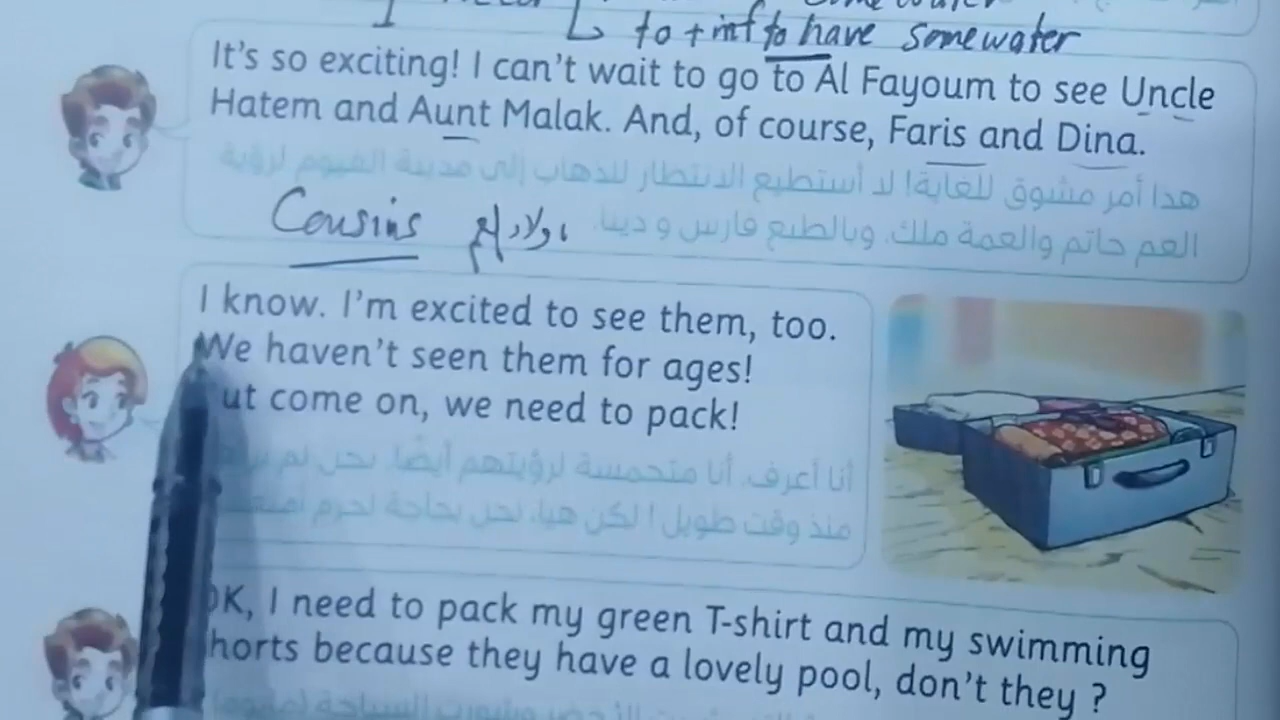 to + inf to have some water
It's so exciting! I can't wait to go to Al Fayoum to see Uncle
Hatem and Aunt Malak. And, of course, Faris and Dina.
هذا أمر مشوق للغاية! لا أستطيع الانتظار للذهاب إلى مدينة الفيوم لرؤية
العم حاتم والعمة ملك. وبالطبع فارس و دينا.
Cousins اولاد
I know. I'm excited to see them, too.
We haven't seen them for ages!
ut come on, we need to pack!
أنا أعرف. أنا متحمسة لرؤيتهم أيضًا. نحن لم
منذ وقت طويل! لكن هيا، نحن بحاجة لحزم
OK, I need to pack my green T-shirt and my swimming
horts because they have a lovely pool, don't they ?